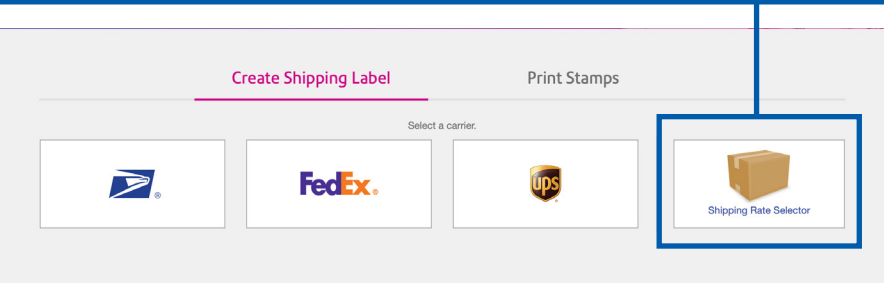 Create Shipping Label
Print Stamps
Select a carrier.
®
FedEx®
ups
Shipping Rate Selector